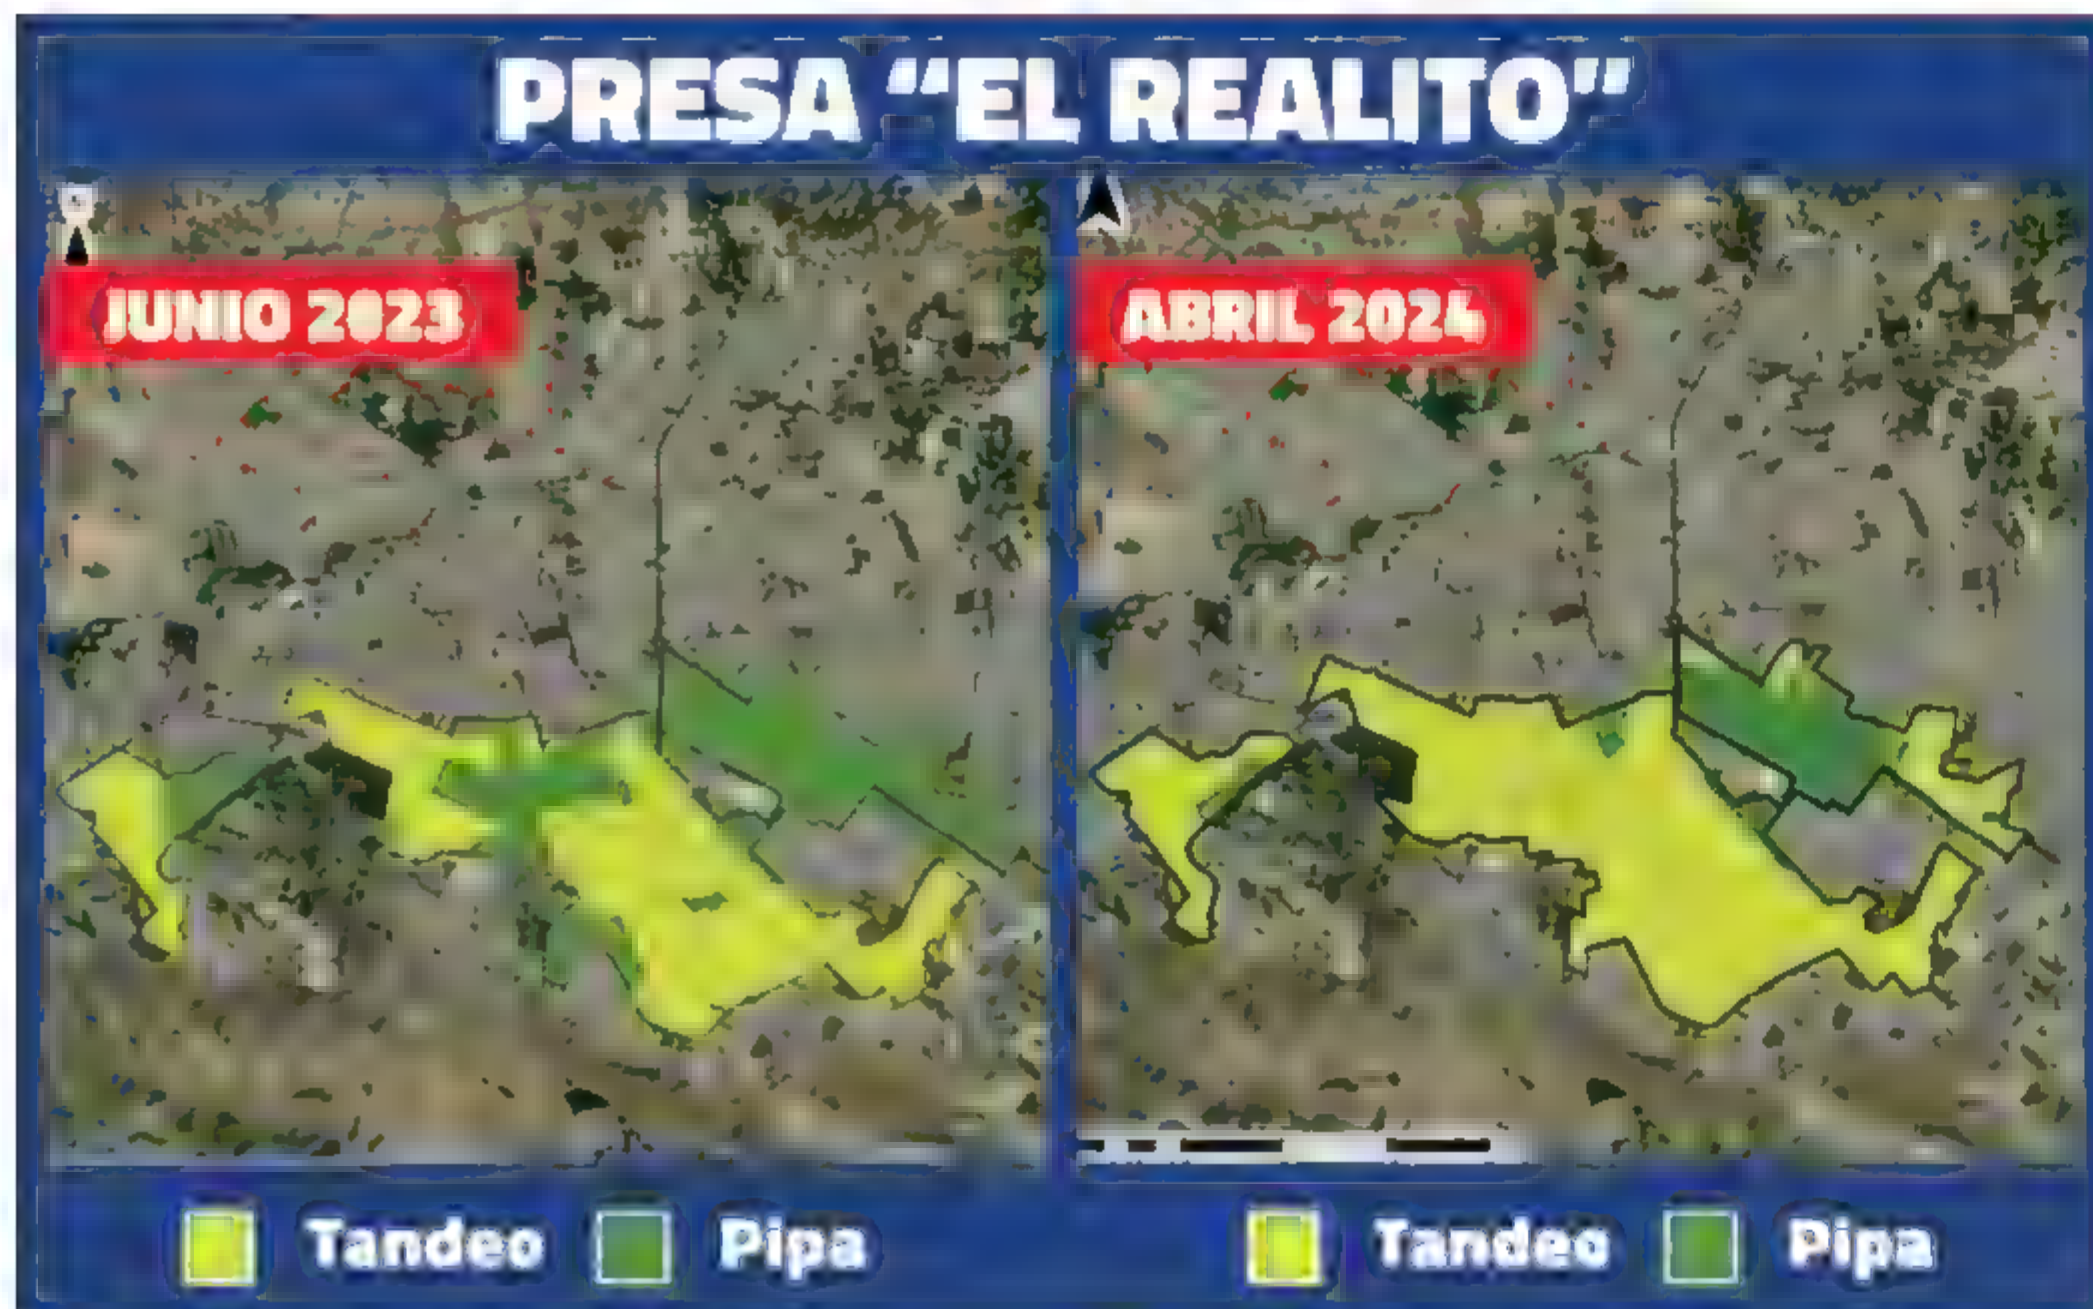 PRESA “EL REALITO”
JUNIO 2023
ABRIL 2024
Tandeo
Pipa
Tandeo
Pipa